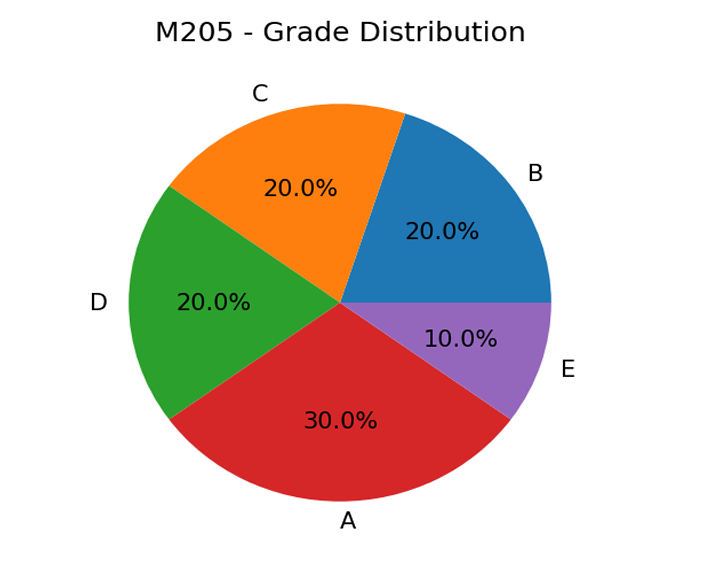 M205 - Grade Distribution
C
B
20.0%
20.0%
D
20.0%
10.0%
E
30.0%
A